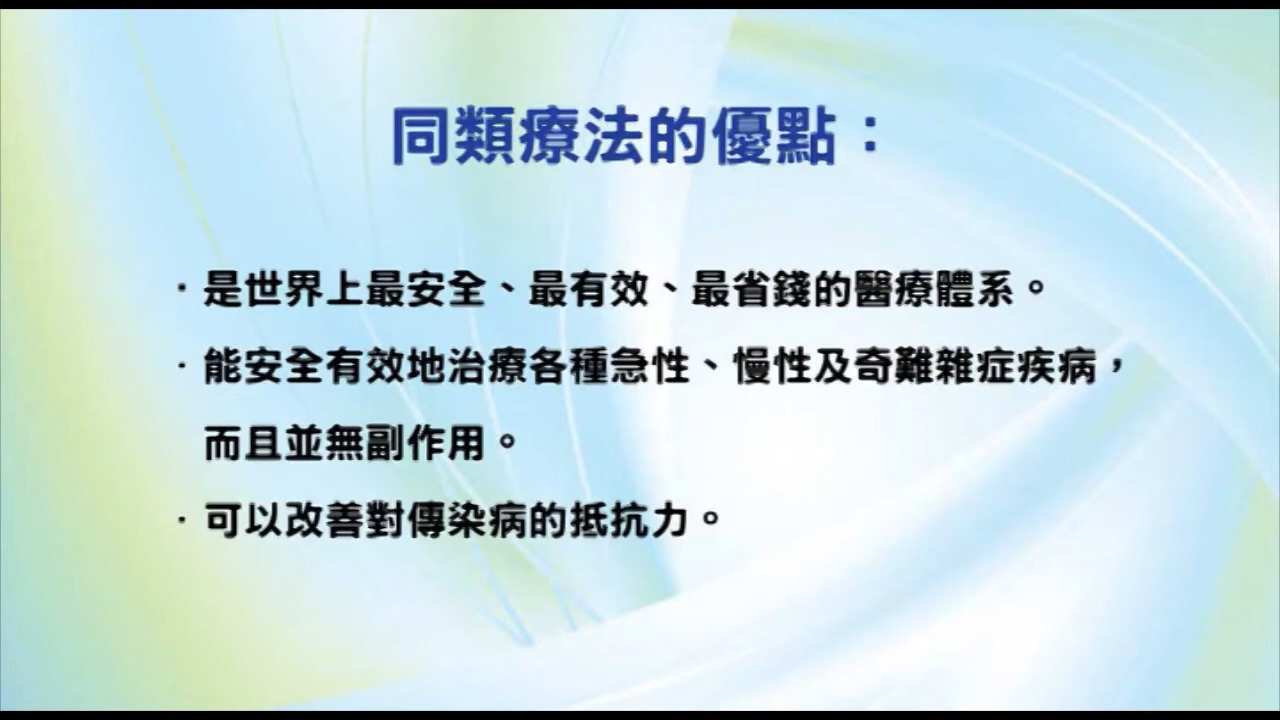 同類療法的優點：
·是世界上最安全、最有效、最省錢的醫療體系。
·能安全有效地治療各種急性、慢性及奇難雜症疾病，
而且並無副作用。
·可以改善對傳染病的抵抗力。